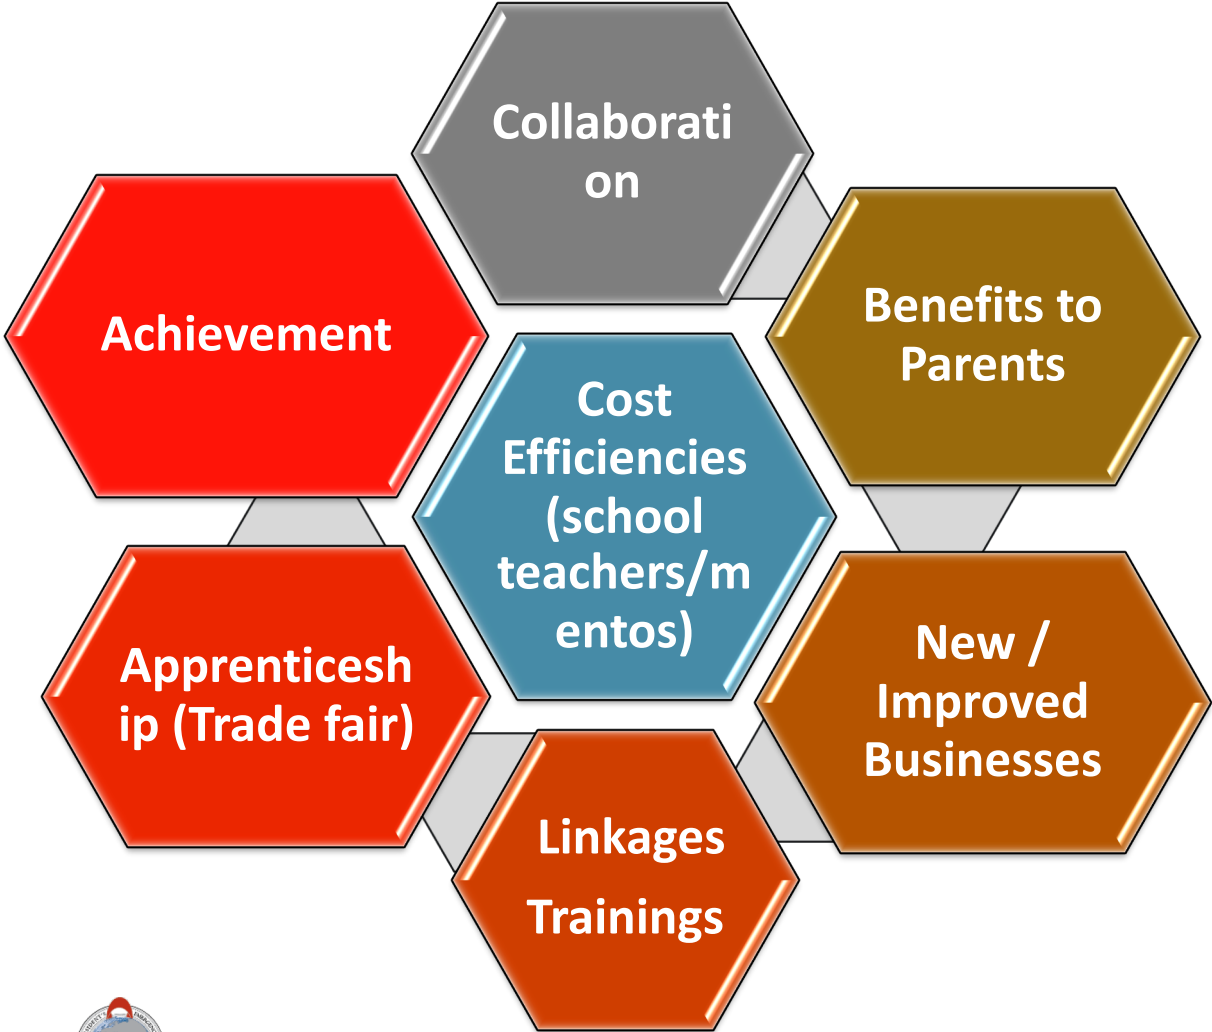 Collaborati
on
Achievement
Benefits to
Parents
Cost
Efficiencies
(school
teachers/m
entos)
Apprenticesh
ip (Trade fair)
New /
Improved
Businesses
Linkages
Trainings